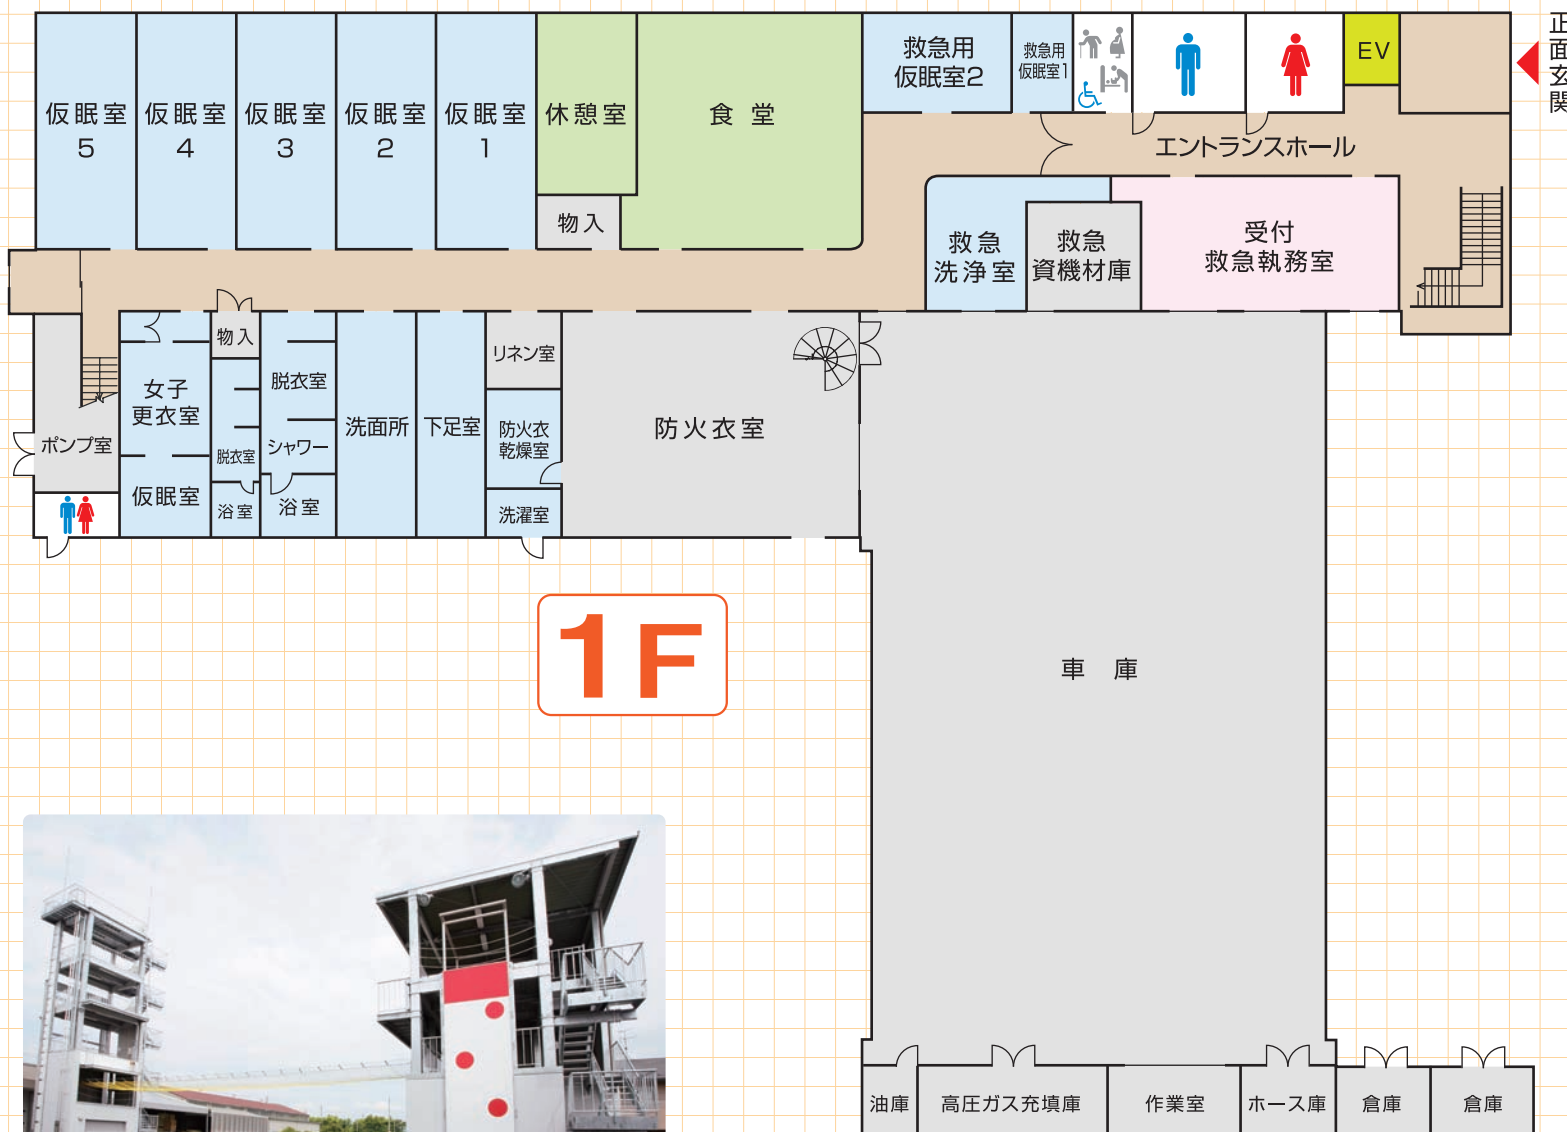 仮眠室
5
仮眠室
4
仮眠室
3
仮眠室
2
仮眠室
1
休憩室
食堂
物入
救急用
仮眠室2
救急用
仮眠室1
EV
正面玄関
エントランスホール
救急
洗浄室
救急
資機材庫
受付
救急執務室
ポンプ室
女子
更衣室
仮眠室
物入
脱衣室
浴室
脱衣室
シャワー
浴室
洗面所
下足室
リネン室
防火衣
乾燥室
洗濯室
防火衣室
1F
車庫
油庫
高圧ガス充填庫
作業室
ホース庫
倉庫
倉庫